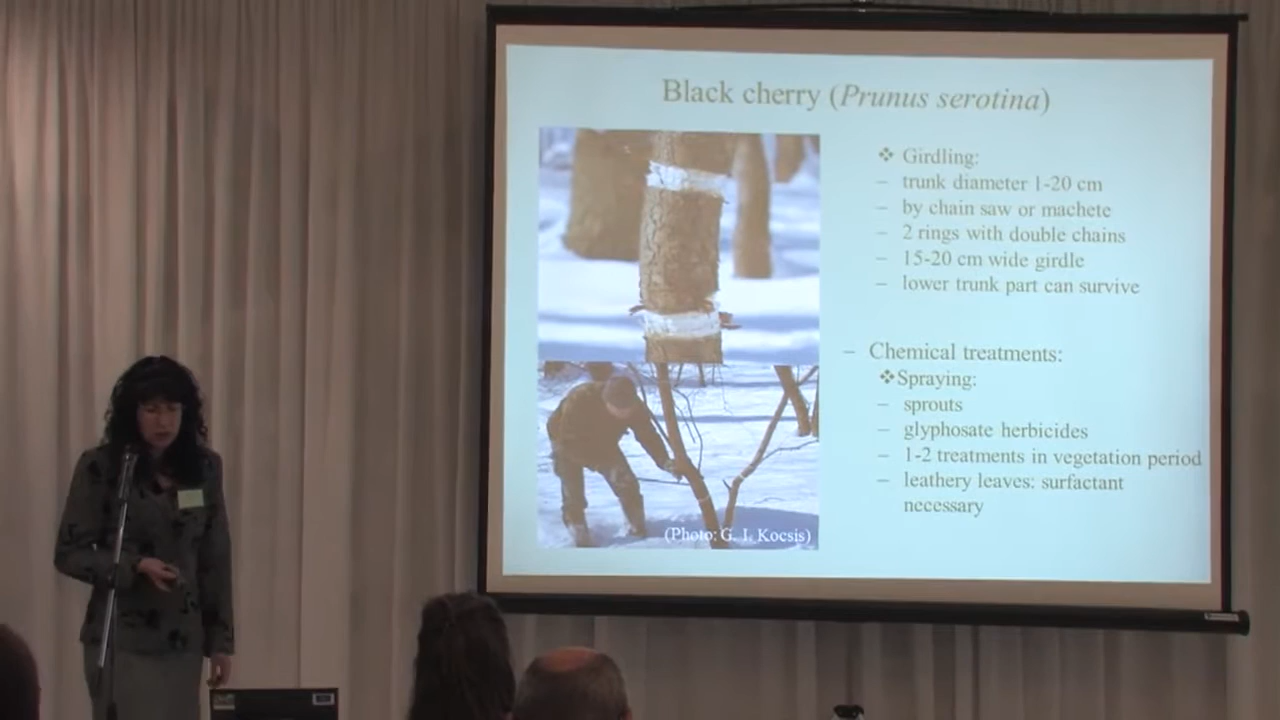 Black cherry (Prunus serotina)
❖ Girdling:
– trunk diameter 1-20 cm
– by chain saw or machete
– 2 rings with double chains
– 15-20 cm wide girdle
– lower trunk part can survive
– Chemical treatments:
❖Spraying:
– sprouts
– glyphosate herbicides
– 1-2 treatments in vegetation period
– leathery leaves: surfactant
necessary
(Photo: G. I. Kocsis)